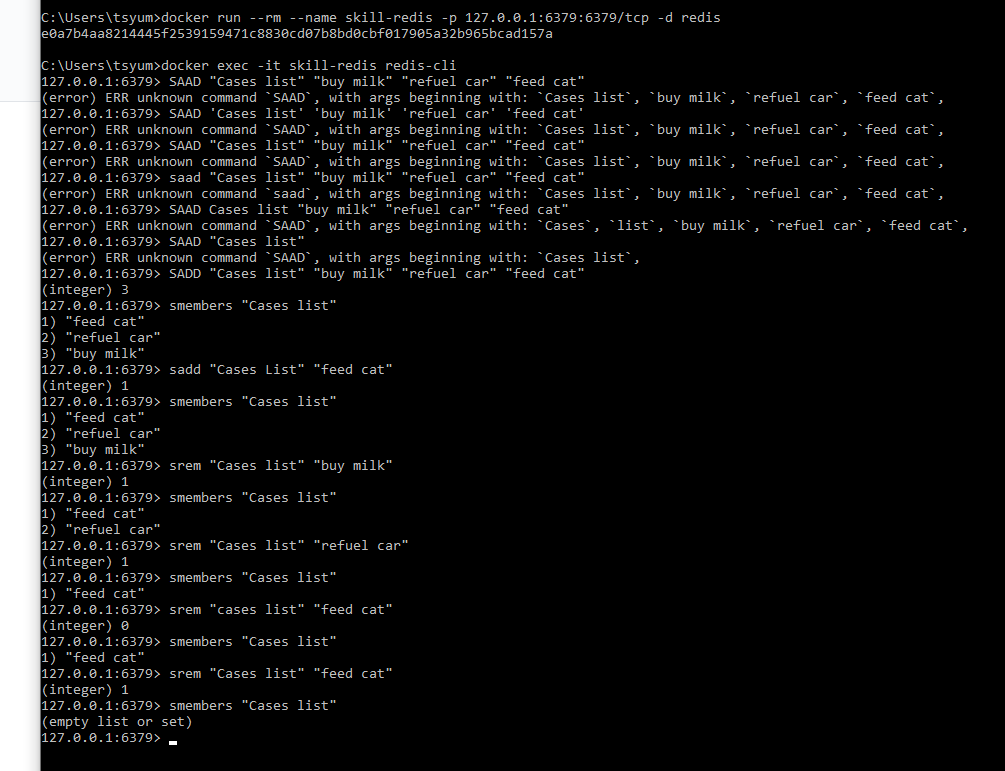 C:\Users\tsyum>docker run --rm --name skill-redis -p 127.0.0.1:6379:6379/tcp -d redis
e0a7b4aa8214445f2539159471c8830cd07b8bd0cbf017905a32b965bcad157a
C:\Users\tsyum>docker exec -it skill-redis redis-cli
127.0.0.1:6379> SAAD "Cases list" "buy milk" "refuel car" "feed cat"
(error) ERR unknown command `SAAD`, with args beginning with: `Cases list`, `buy milk`, `refuel car`, `feed cat`,
127.0.0.1:6379> SAAD 'Cases list' 'buy milk' 'refuel car' 'feed cat'
(error) ERR unknown command `SAAD`, with args beginning with: `Cases list`, `buy milk`, `refuel car`, `feed cat`,
127.0.0.1:6379> SAAD "Cases list" "buy milk" "refuel car" "feed cat"
(error) ERR unknown command `SAAD`, with args beginning with: `Cases list`, `buy milk`, `refuel car`, `feed cat`,
127.0.0.1:6379> saad "Cases list" "buy milk" "refuel car" "feed cat"
(error) ERR unknown command `saad`, with args beginning with: `Cases list`, `buy milk`, `refuel car`, `feed cat`,
127.0.0.1:6379> SAAD Cases list "buy milk" "refuel car" "feed cat"
(error) ERR unknown command `SAAD`, with args beginning with: `Cases`, `list`, `buy milk`, `refuel car`, `feed cat`,
127.0.0.1:6379> SAAD "Cases list"
(error) ERR unknown command `SAAD`, with args beginning with: `Cases list`,
127.0.0.1:6379> SADD "Cases list" "buy milk" "refuel car" "feed cat"
(integer) 3
127.0.0.1:6379> smembers "Cases list"
1) "feed cat"
2) "refuel car"
3) "buy milk"
127.0.0.1:6379> sadd "Cases List" "feed cat"
(integer) 1
127.0.0.1:6379> smembers "Cases list"
1) "feed cat"
2) "refuel car"
3) "buy milk"
127.0.0.1:6379> srem "Cases list" "buy milk"
(integer) 1
127.0.0.1:6379> smembers "Cases list"
1) "feed cat"
2) "refuel car"
127.0.0.1:6379> srem "Cases list" "refuel car"
(integer) 1
127.0.0.1:6379> smembers "Cases list"
1) "feed cat"
127.0.0.1:6379> srem "cases list" "feed cat"
(integer) 0
127.0.0.1:6379> smembers "Cases list"
1) "feed cat"
127.0.0.1:6379> srem "Cases list" "feed cat"
(integer) 1
127.0.0.1:6379> smembers "Cases list"
(empty list or set)
127.0.0.1:6379>